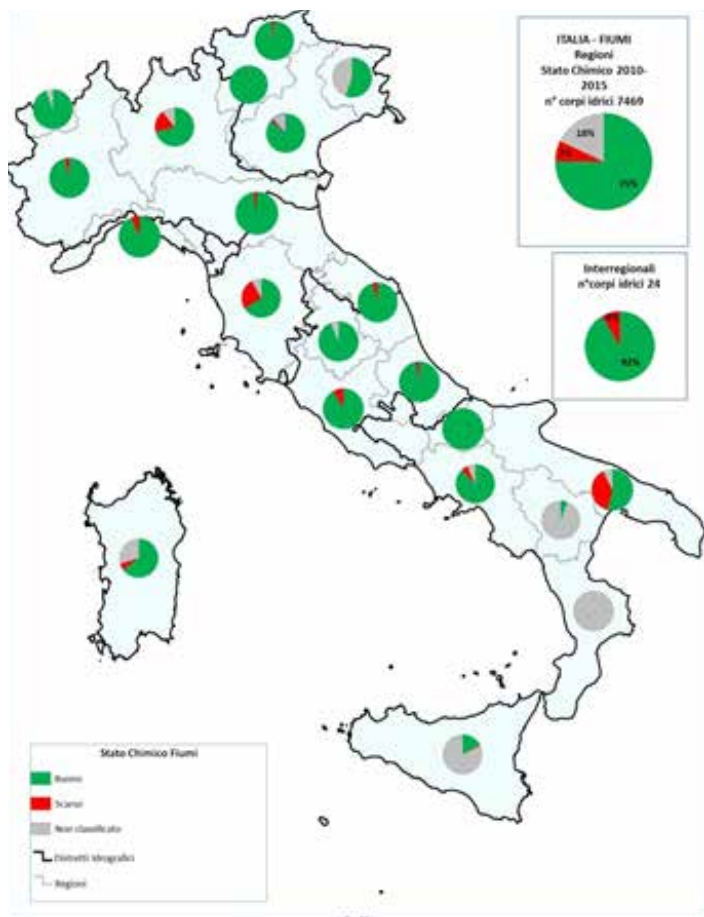 ITALIA - FIUMI
Regioni
Stato Chimico 2010-
2015
n° corpi idrici 7469
18%
7%
75%
Interregionali
n°corpi idrici 24
92%
Stato Chimico Fiumi
Buono
Scarso
Non classificato
Distretti Idrografici
Regioni